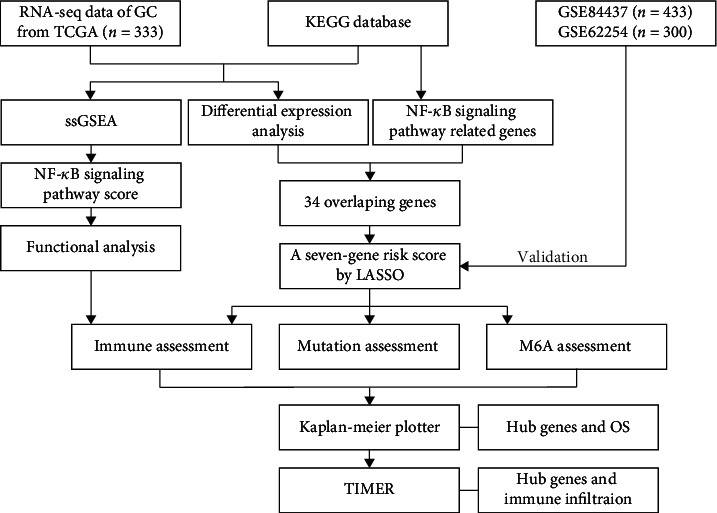 RNA-seq data of GC
from TCGA (n = 333)
KEGG database
GSE84437 (n = 433)
GSE62254 (n = 300)
ssGSEA
Differential expression
analysis
NF-κB signaling
pathway related genes
NF-κB signaling
pathway score
34 overlaping genes
Functional analysis
A seven-gene risk score
by LASSO
Validation
Immune assessment
Mutation assessment
M6A assessment
Kaplan-meier plotter
Hub genes and OS
TIMER
Hub genes and
immune infiltraion